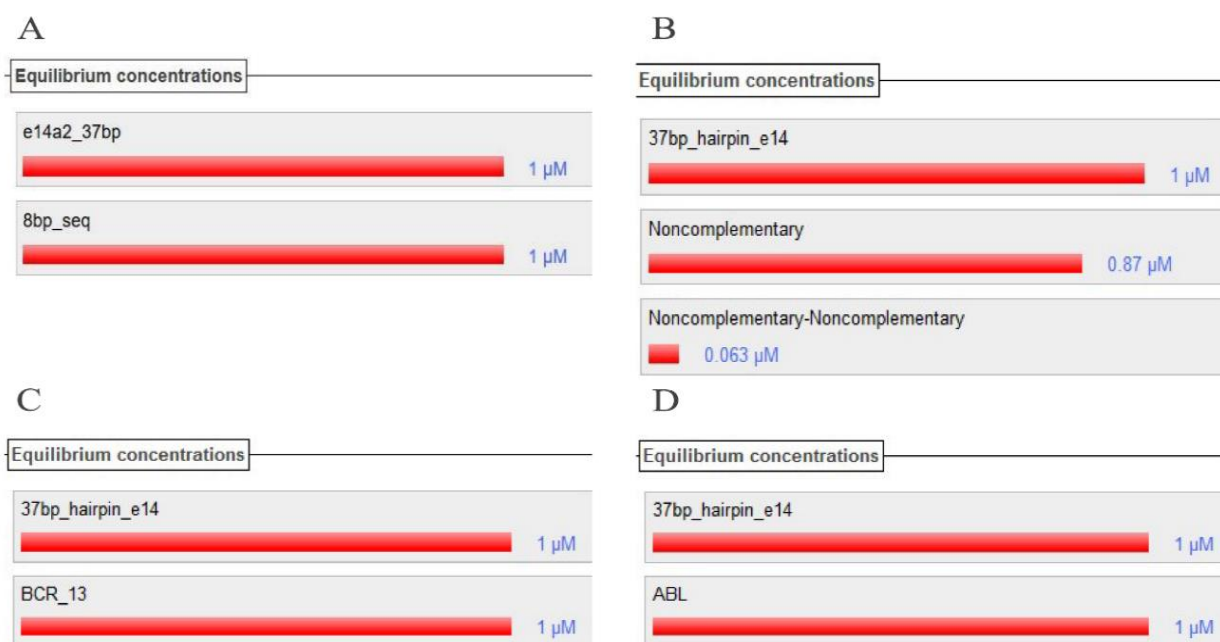 A
Equilibrium concentrations
e14a2_37bp
1 µM
8bp_seq
1 µM
B
Equilibrium concentrations
37bp_hairpin_e14
1 µM
Noncomplementary
0.87 µM
Noncomplementary-Noncomplementary
0.063 µM
C
Equilibrium concentrations
37bp_hairpin_e14
1 µM
BCR_13
1 µM
D
Equilibrium concentrations
37bp_hairpin_e14
1 µM
ABL
1 µM